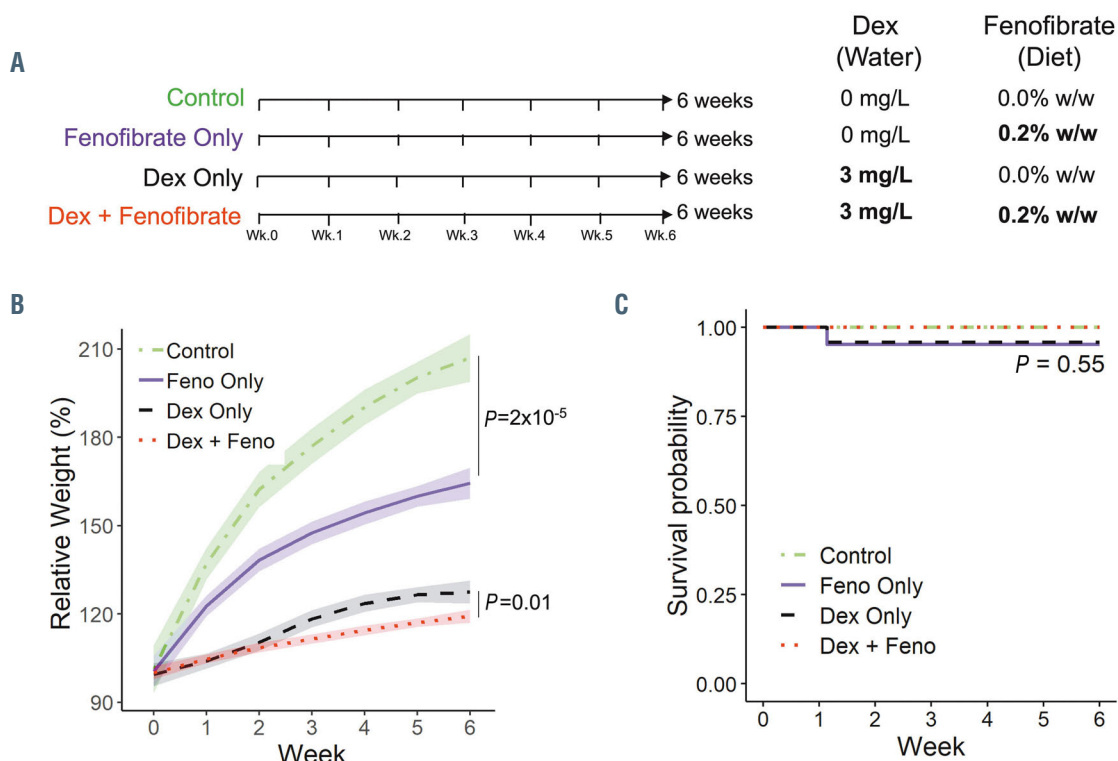 A
Dex
(Water)
Fenofibrate
(Diet)
Control
6 weeks
0 mg/L
0.0% w/w
Fenofibrate Only
6 weeks
0 mg/L
0.2% w/w
Dex Only
6 weeks
3 mg/L
0.0% w/w
Dex + Fenofibrate
6 weeks
3 mg/L
0.2% w/w
Wk.0 Wk.1 Wk.2 Wk.3 Wk.4 Wk.5 Wk.6
B
Relative Weight (%)
210
180
150
120
90
Control
Feno Only
Dex Only
Dex + Feno
P=2x10⁻⁵
P=0.01
0 1 2 3 4 5 6
Week
C
Survival probability
1.00
0.75
0.50
0.25
0.00
P = 0.55
Control
Feno Only
Dex Only
Dex + Feno
0 1 2 3 4 5 6
Week